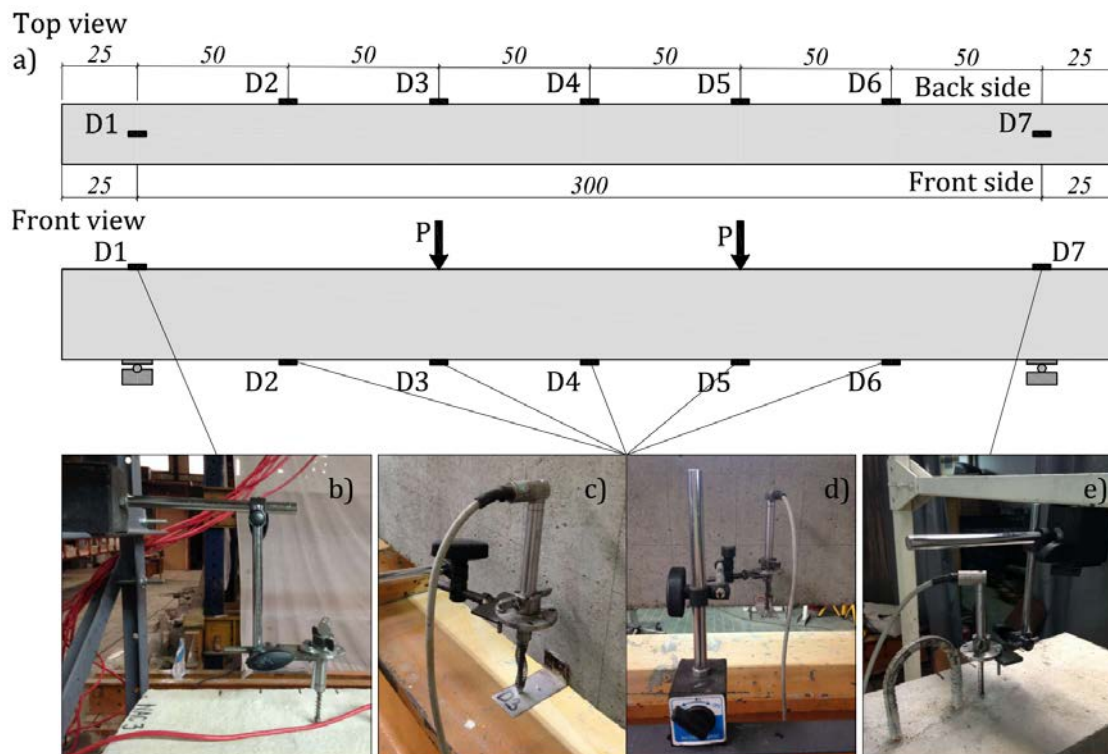 Top view
a)
25 50 50 50 50 50 50 25
D2 D3 D4 D5 D6 Back side
D1 D7
25 300 Front side 25
Front view
P P
D1 D7
D2 D3 D4 D5 D6
b) c) d) e)
NAC3
D3